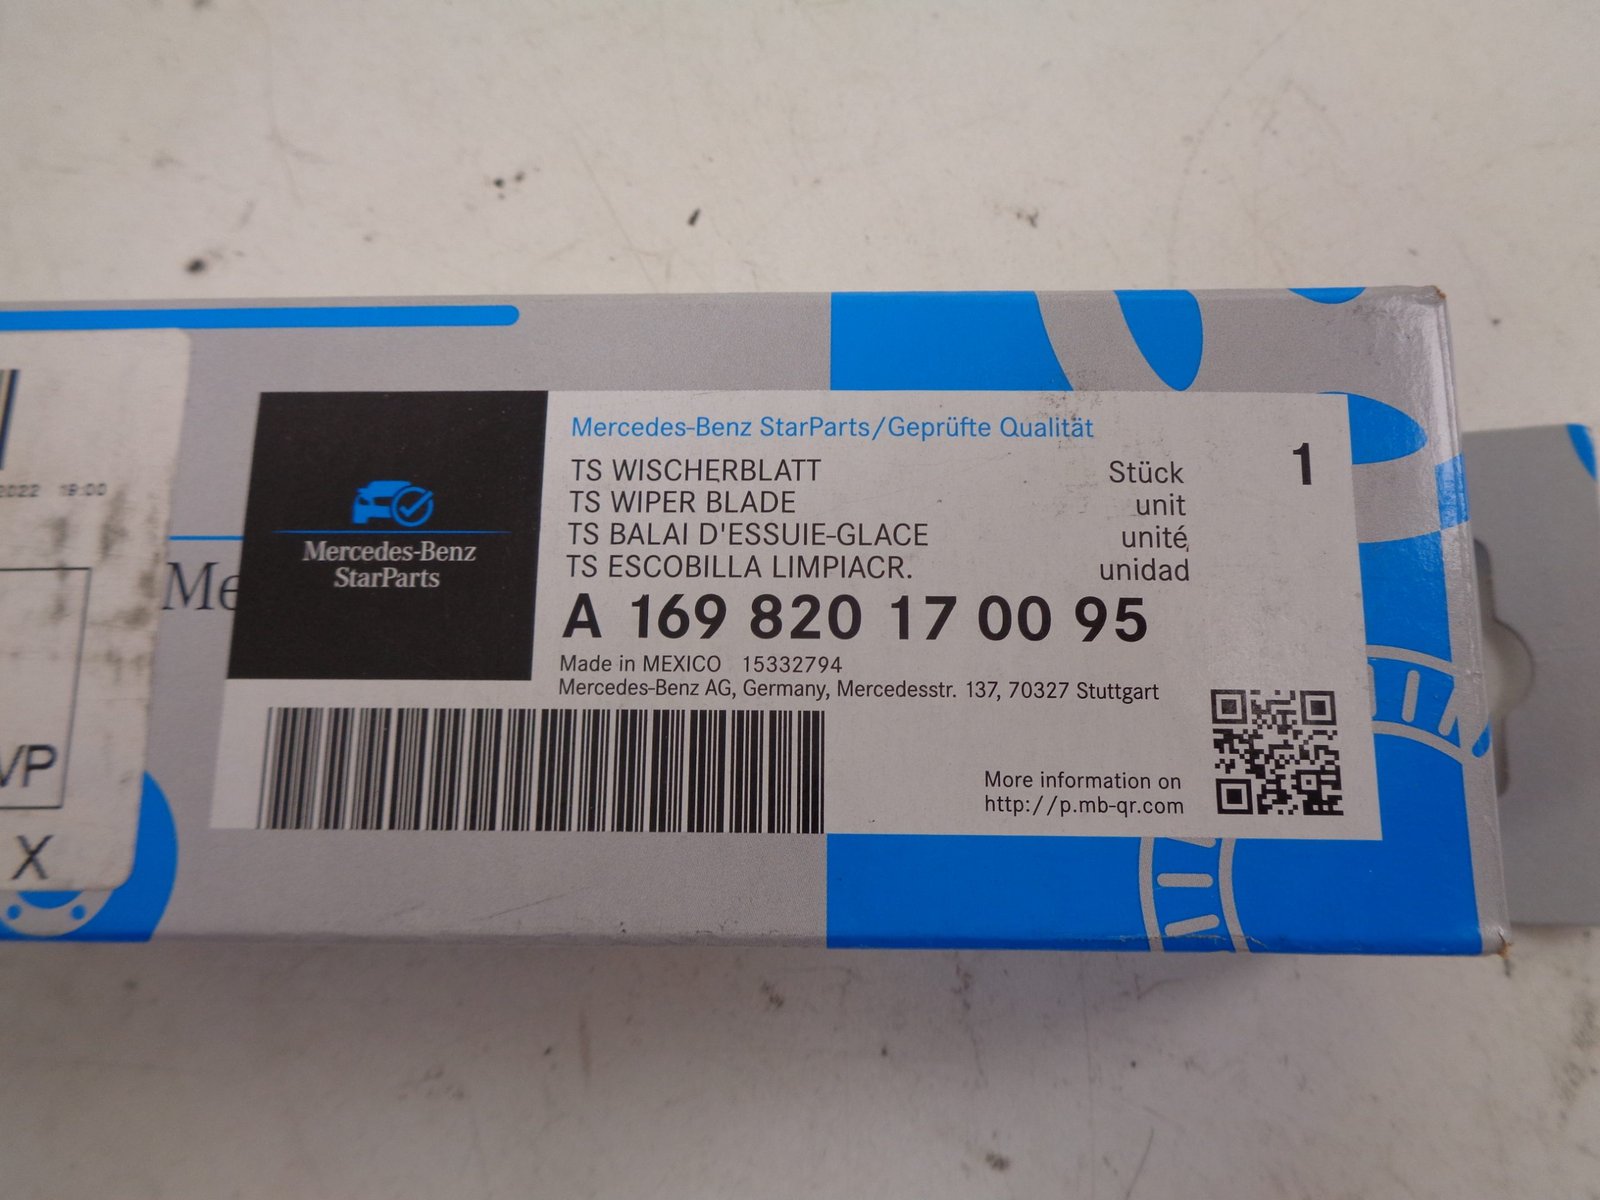 2022 19:00
VP
X
Me
Mercedes-Benz
StarParts
Mercedes-Benz StarParts/Geprüfte Qualität
TS WISCHERBLATT Stück 1
TS WIPER BLADE unit
TS BALAI D'ESSUIE-GLACE unité
TS ESCOBILLA LIMPIACR. unidad
A 169 820 17 00 95
Made in MEXICO 15332794
Mercedes-Benz AG, Germany, Mercedesstr. 137, 70327 Stuttgart
More information on
http://p.mb-qr.com